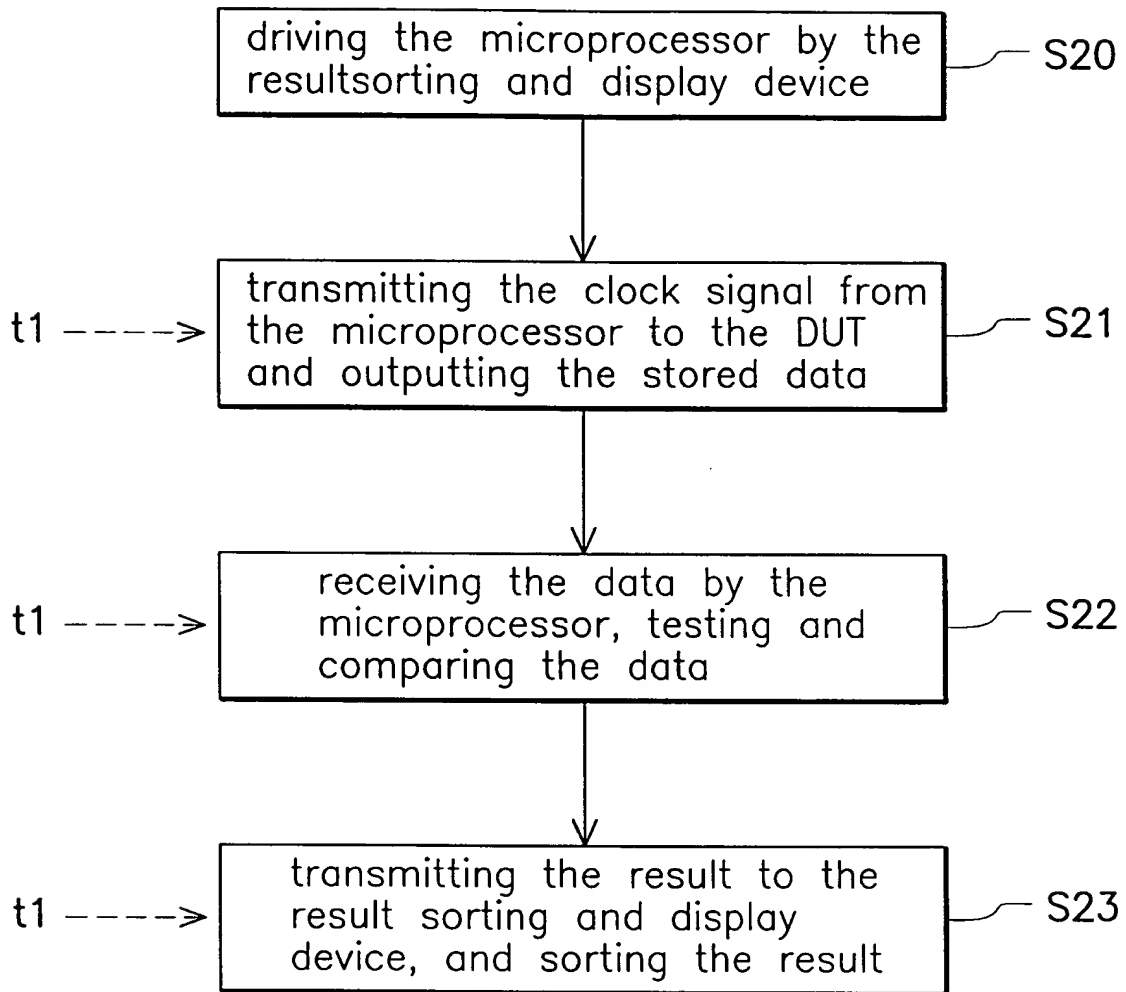 driving the microprocessor by the
resultsorting and display device
S20
transmitting the clock signal from
the microprocessor to the DUT
and outputting the stored data
t1
S21
receiving the data by the
microprocessor, testing and
comparing the data
t1
S22
transmitting the result to the
result sorting and display
device, and sorting the result
t1
S23